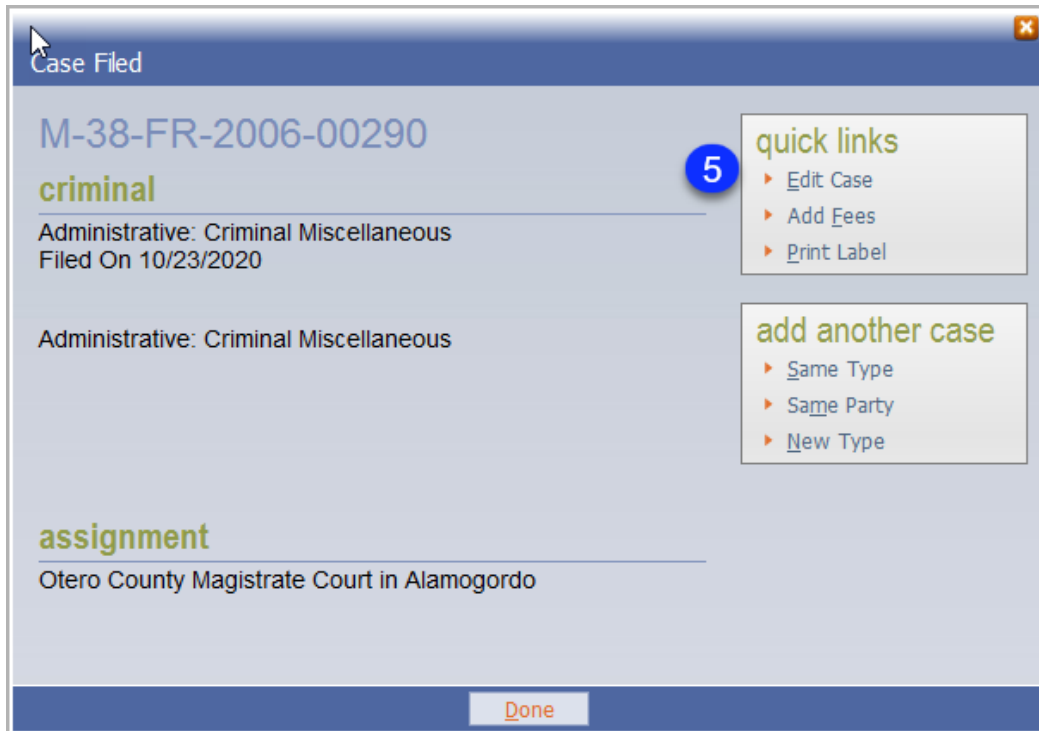 Case Filed
M-38-FR-2006-00290
criminal
Administrative: Criminal Miscellaneous
Filed On 10/23/2020
Administrative: Criminal Miscellaneous
assignment
Otero County Magistrate Court in Alamogordo
5
quick links
Edit Case
Add Fees
Print Label
add another case
Same Type
Same Party
New Type
Done